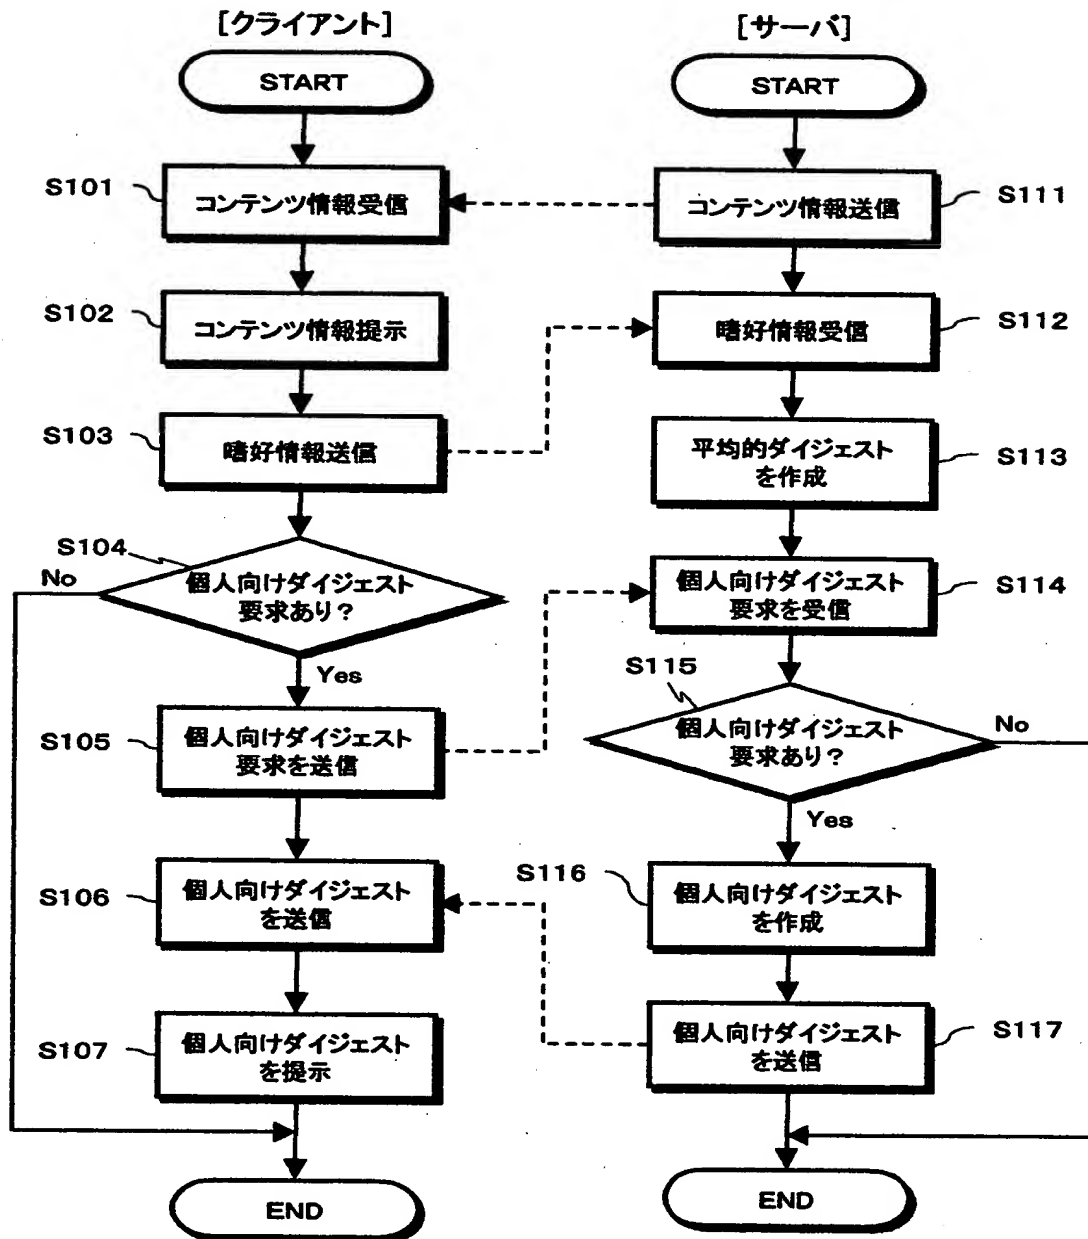 [クライアント]
START
S101
コンテンツ情報受信
S102
コンテンツ情報提示
S103
嗜好情報送信
S104
No
個人向けダイジェスト
要求あり?
Yes
S105
個人向けダイジェスト
要求を送信
S106
個人向けダイジェスト
を送信
S107
個人向けダイジェスト
を提示
END
[サーバ]
START
コンテンツ情報送信
S111
嗜好情報受信
S112
平均的ダイジェスト
を作成
S113
個人向けダイジェスト
要求を受信
S114
S115
個人向けダイジェスト
要求あり?
No
Yes
S116
個人向けダイジェスト
を作成
個人向けダイジェスト
を送信
S117
END